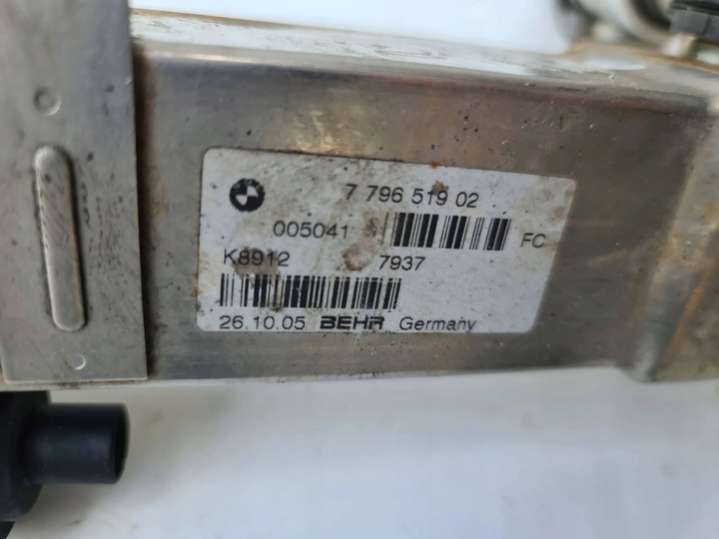 7 796 519 02
005041 FC
K8912 7937
26.10.05 BEHR Germany